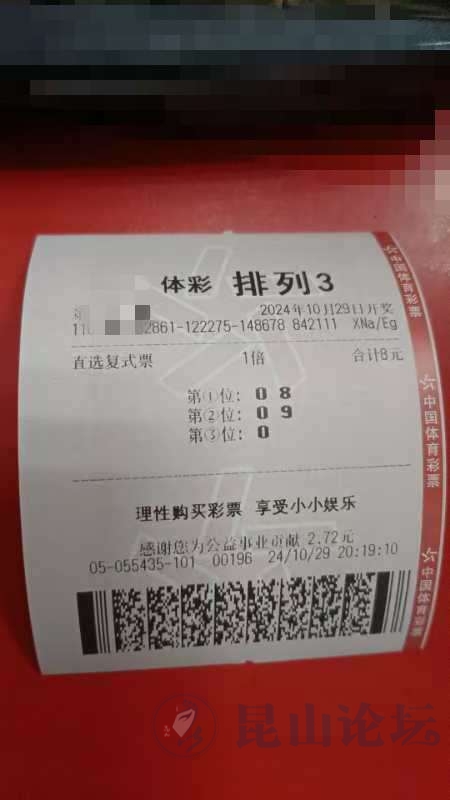 体彩 排列3
2024年10月29日开奖
2861-122275-148678 842111 XNa/Eg
直选复式票 1倍 合计8元
第①位: 0 8
第②位: 0 9
第③位: 0
理性购买彩票 享受小小娱乐
感谢您为公益事业贡献 2.72元
05-055435-101 00196 24/10/29 20:19:10
中国体育彩票
中国体育彩票
中国体育彩票
昆山论坛